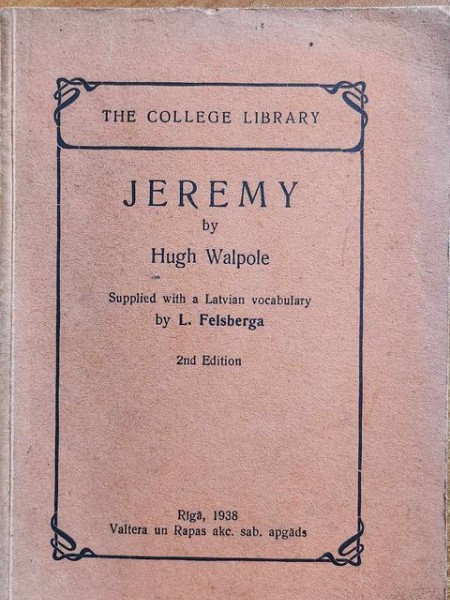 THE COLLEGE LIBRARY
JEREMY
by
Hugh Walpole
Supplied with a Latvian vocabulary
by L. Felsberga
2nd Edition
Rīgā, 1938
Valtera un Rapas akc. sab. apgāds